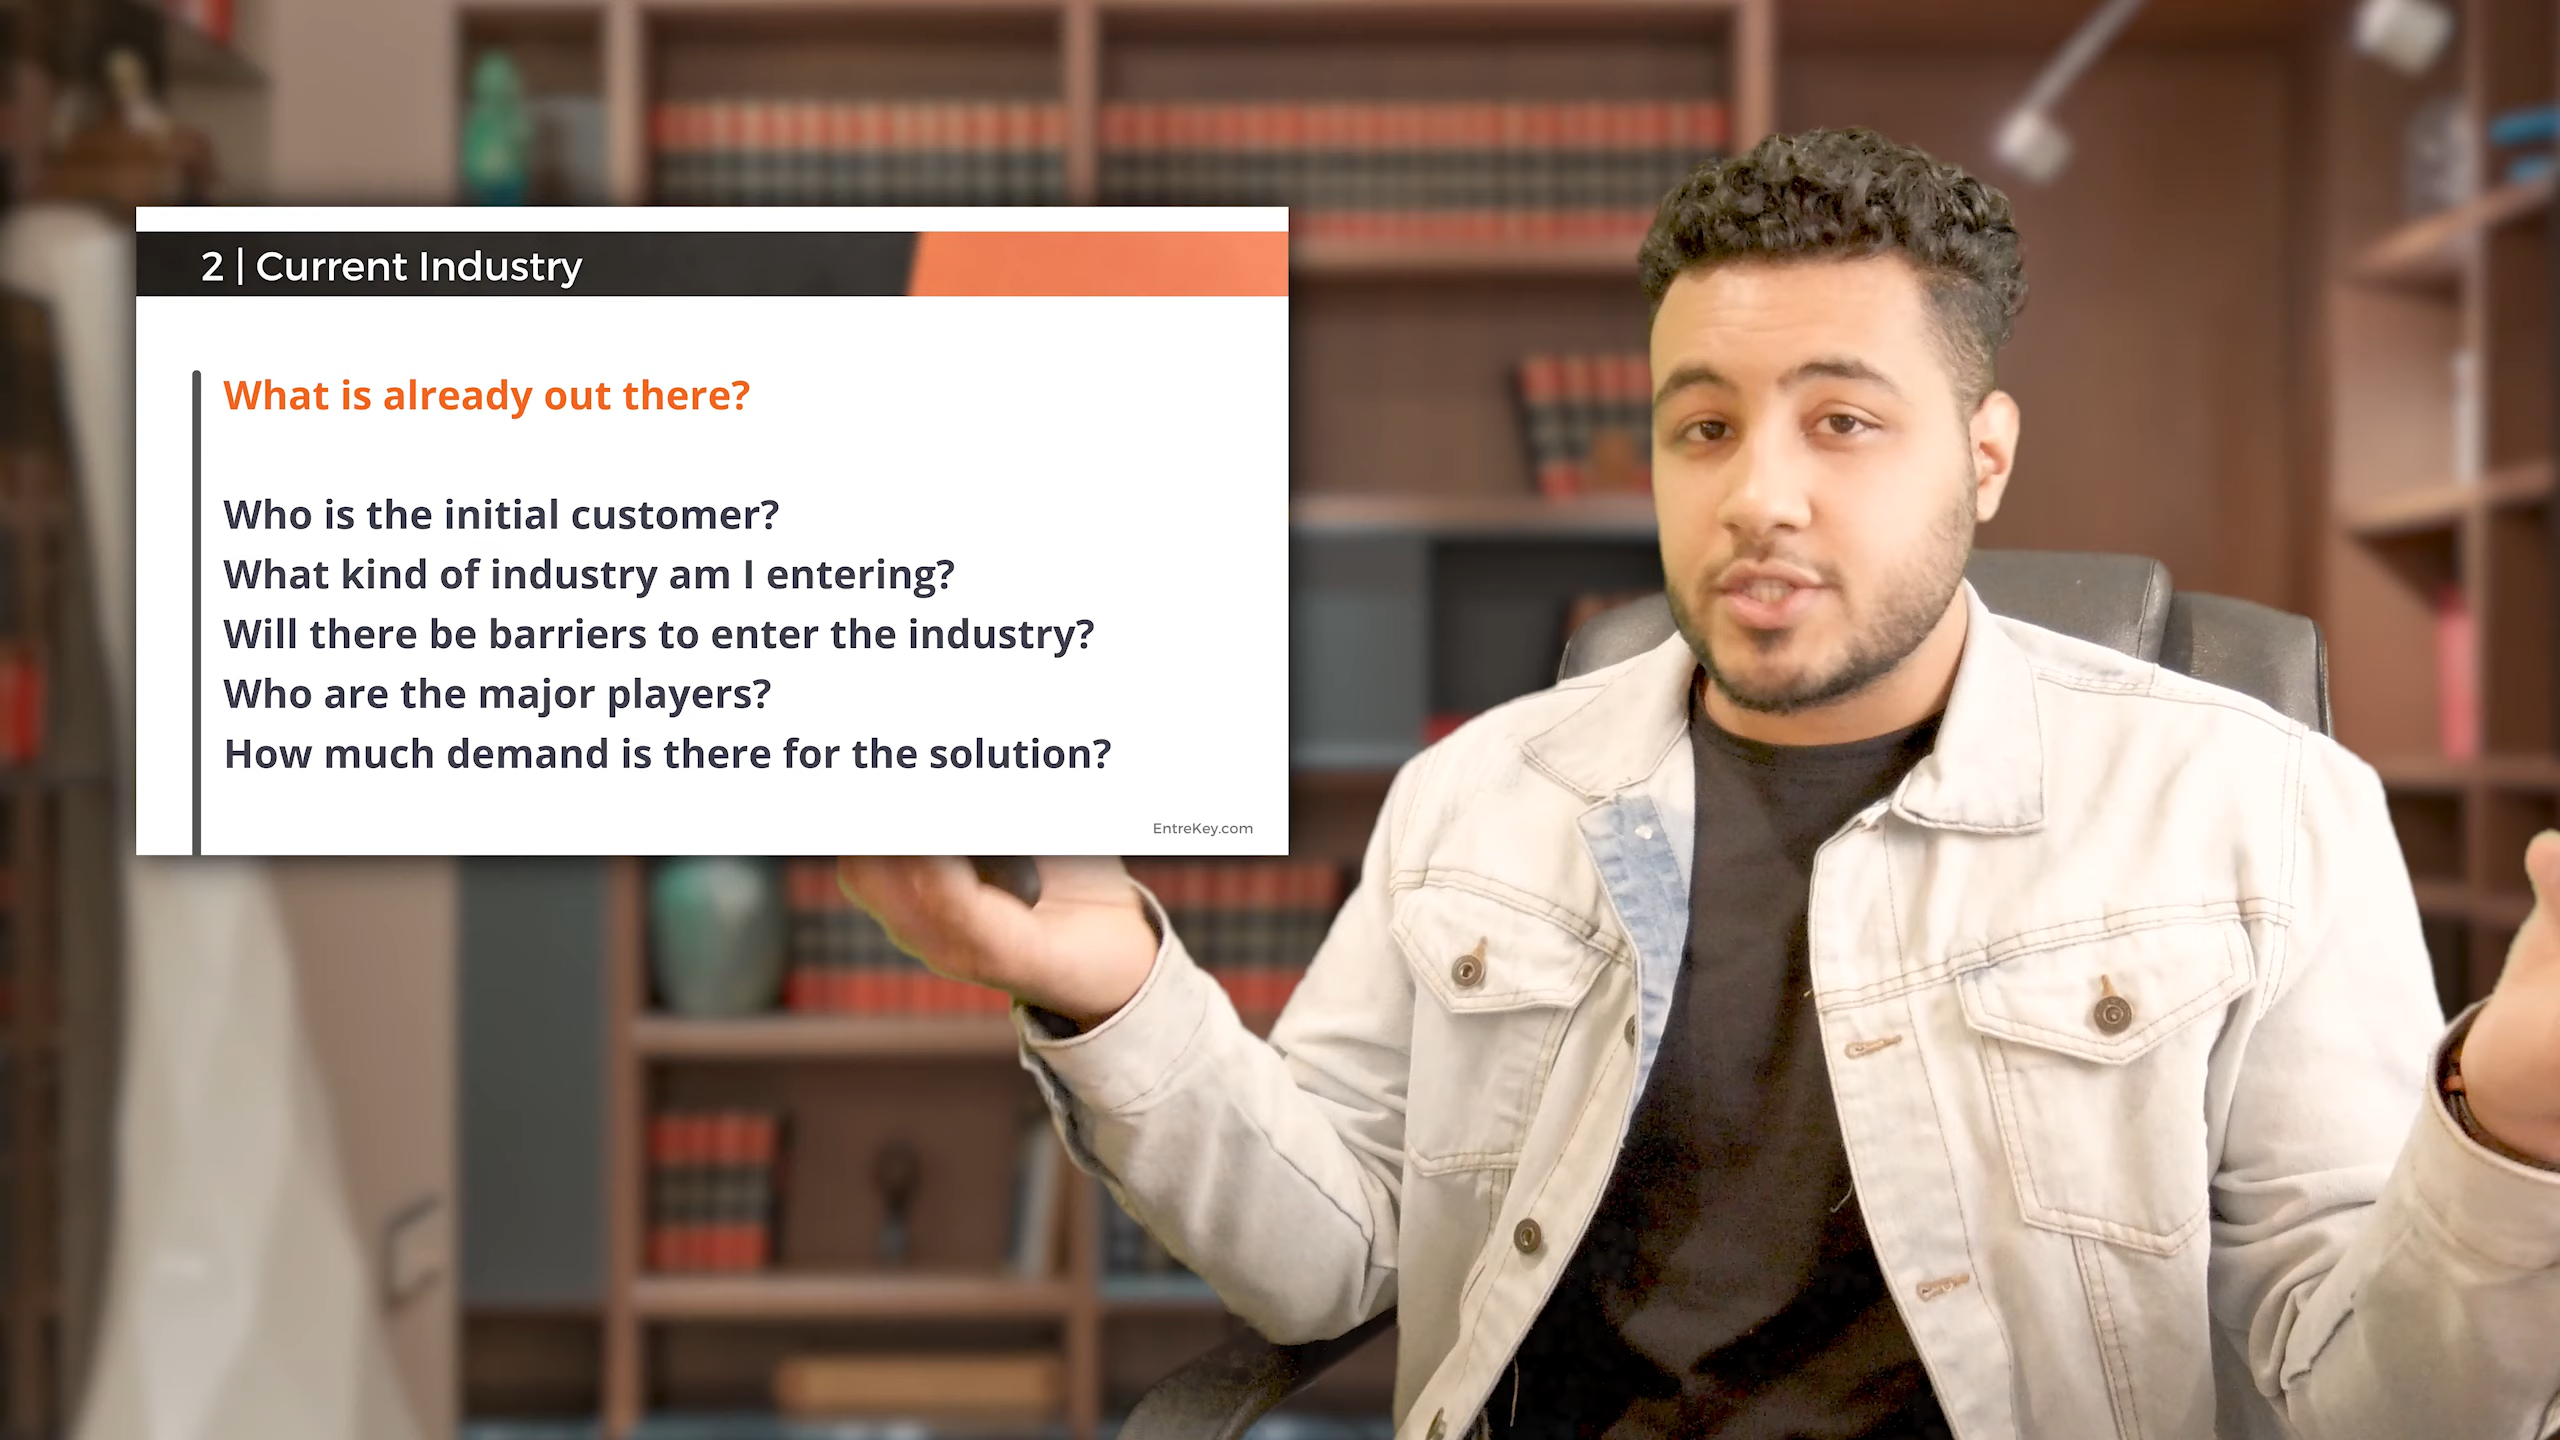 2 | Current Industry
What is already out there?
Who is the initial customer?
What kind of industry am I entering?
Will there be barriers to enter the industry?
Who are the major players?
How much demand is there for the solution?
EntreKey.com